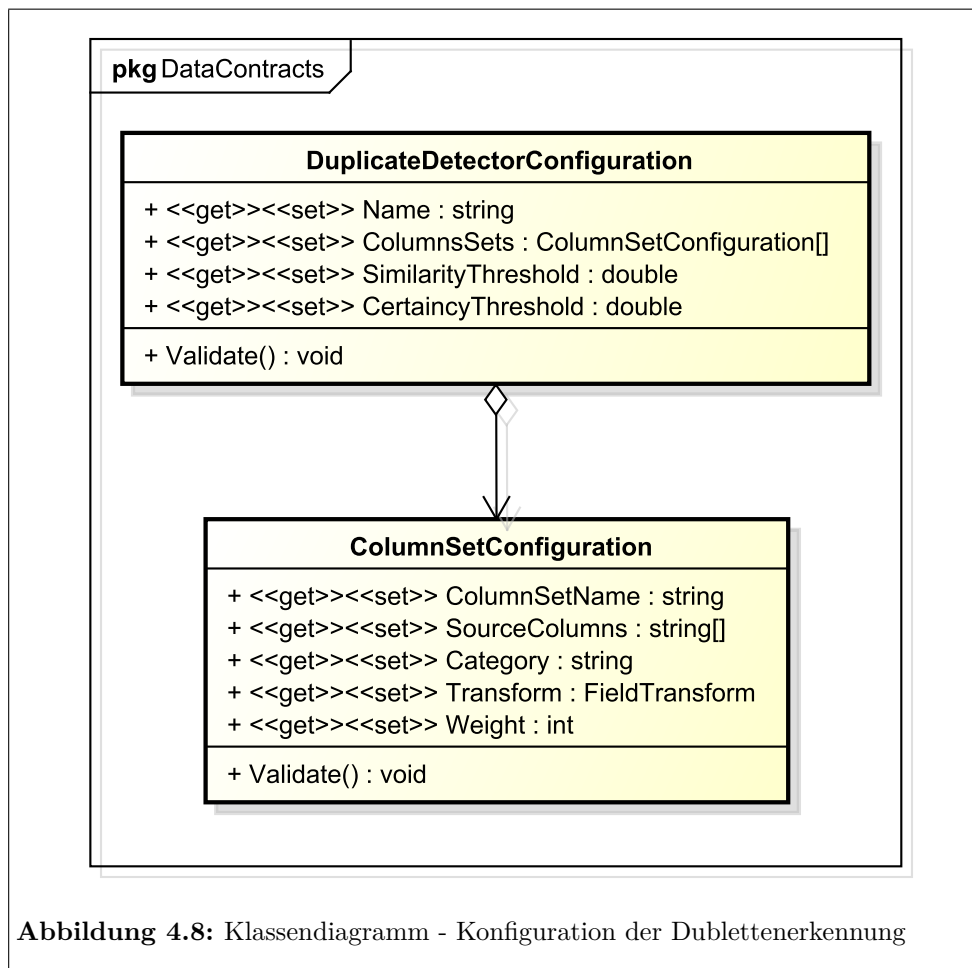 pkg DataContracts
DuplicateDetectorConfiguration
+ <<get>><<set>> Name : string
+ <<get>><<set>> ColumnsSets : ColumnSetConfiguration[]
+ <<get>><<set>> SimilarityThreshold : double
+ <<get>><<set>> CertaincyThreshold : double
+ Validate() : void
ColumnSetConfiguration
+ <<get>><<set>> ColumnSetName : string
+ <<get>><<set>> SourceColumns : string[]
+ <<get>><<set>> Category : string
+ <<get>><<set>> Transform : FieldTransform
+ <<get>><<set>> Weight : int
+ Validate() : void
Abbildung 4.8: Klassendiagramm - Konfiguration der Dublettenerkennung